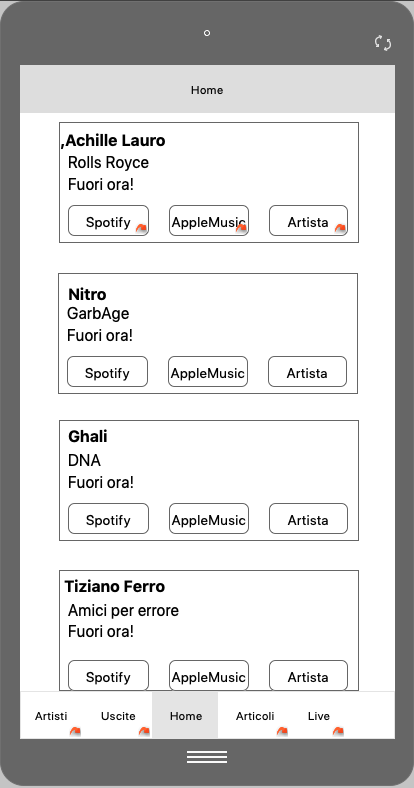 Home
,Achille Lauro
Rolls Royce
Fuori ora!
Spotify AppleMusic Artista
Nitro
GarbAge
Fuori ora!
Spotify AppleMusic Artista
Ghali
DNA
Fuori ora!
Spotify AppleMusic Artista
Tiziano Ferro
Amici per errore
Fuori ora!
Spotify AppleMusic Artista
Artisti Uscite Home Articoli Live